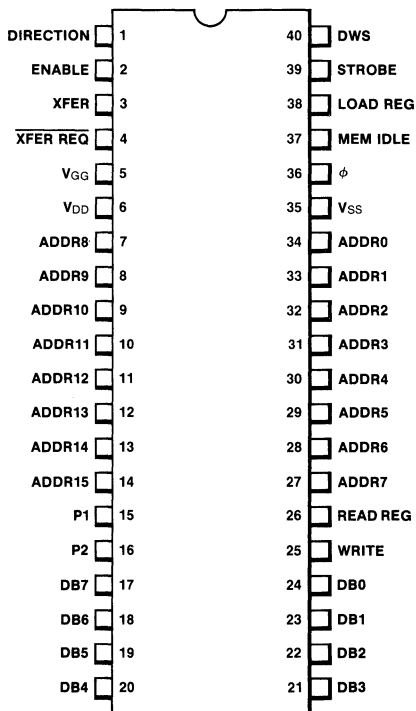 DIRECTION 1 40 DWS
ENABLE 2 39 STROBE
XFER 3 38 LOAD REG
XFER REQ 4 37 MEM IDLE
VGG 5 36 ϕ
VDD 6 35 VSS
ADDR8 7 34 ADDR0
ADDR9 8 33 ADDR1
ADDR10 9 32 ADDR2
ADDR11 10 31 ADDR3
ADDR12 11 30 ADDR4
ADDR13 12 29 ADDR5
ADDR14 13 28 ADDR6
ADDR15 14 27 ADDR7
P1 15 26 READ REG
P2 16 25 WRITE
DB7 17 24 DB0
DB6 18 23 DB1
DB5 19 22 DB2
DB4 20 21 DB3